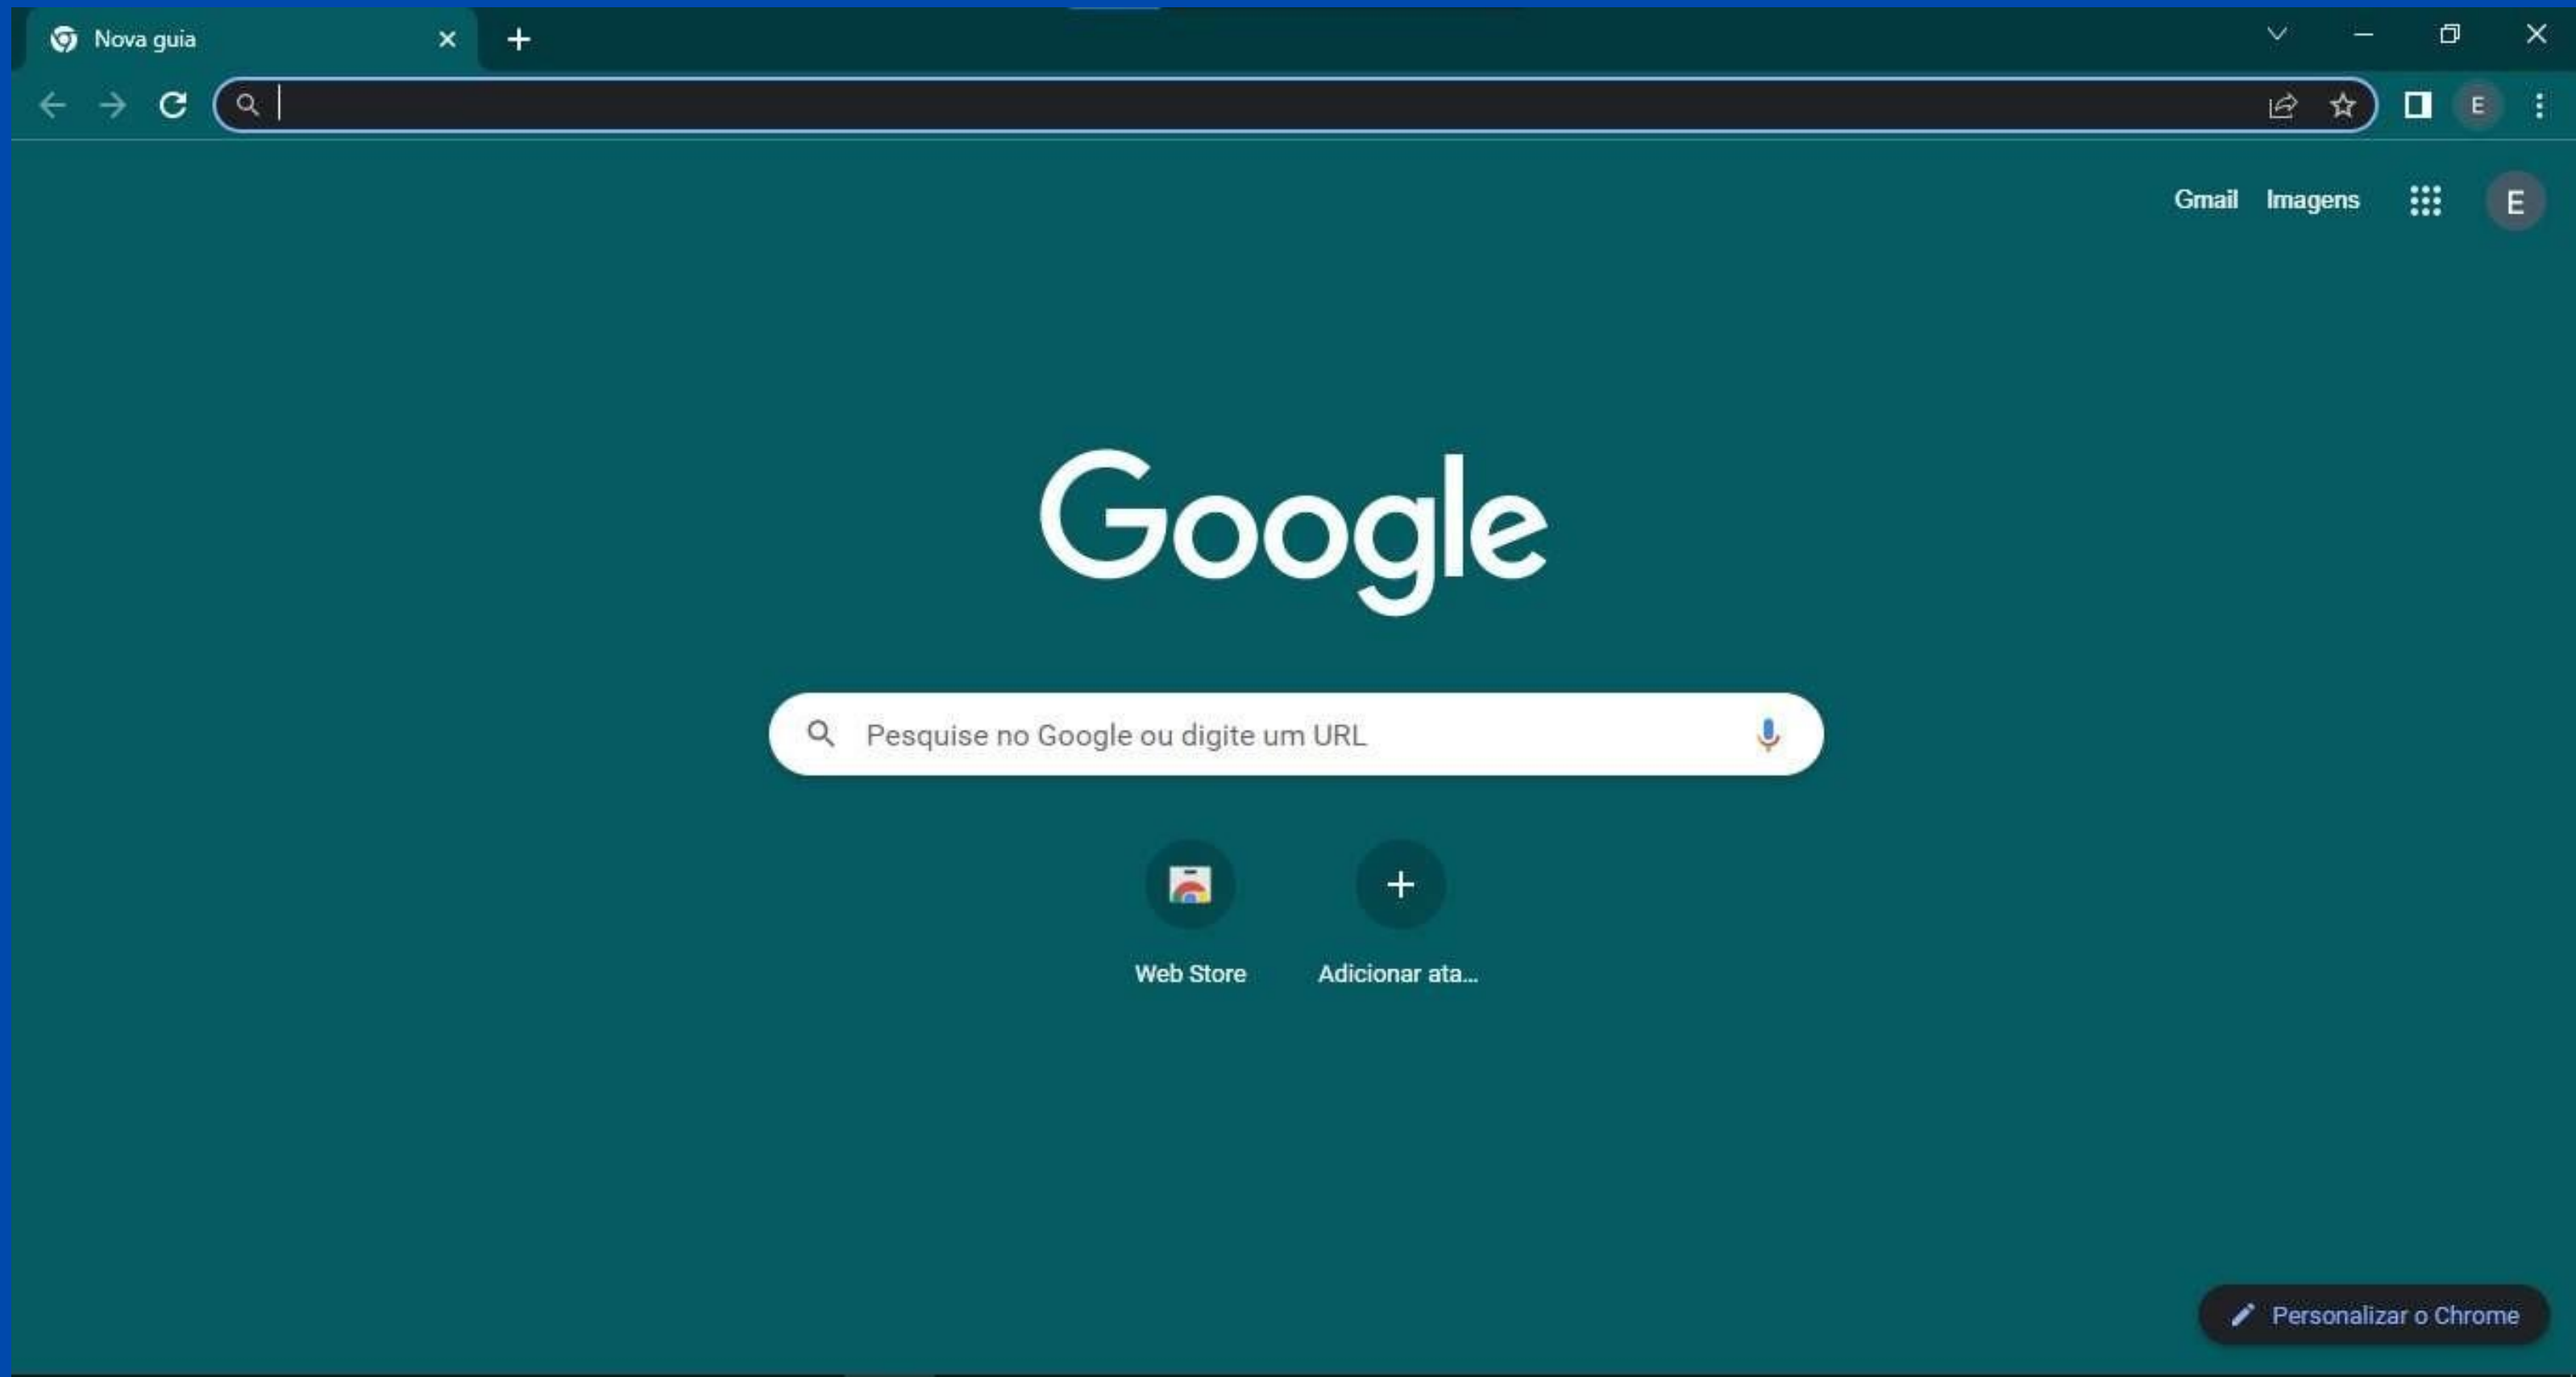 Nova guia
E
Gmail Imagens
E
Google
Pesquise no Google ou digite um URL
Web Store Adicionar ata...
Personalizar o Chrome